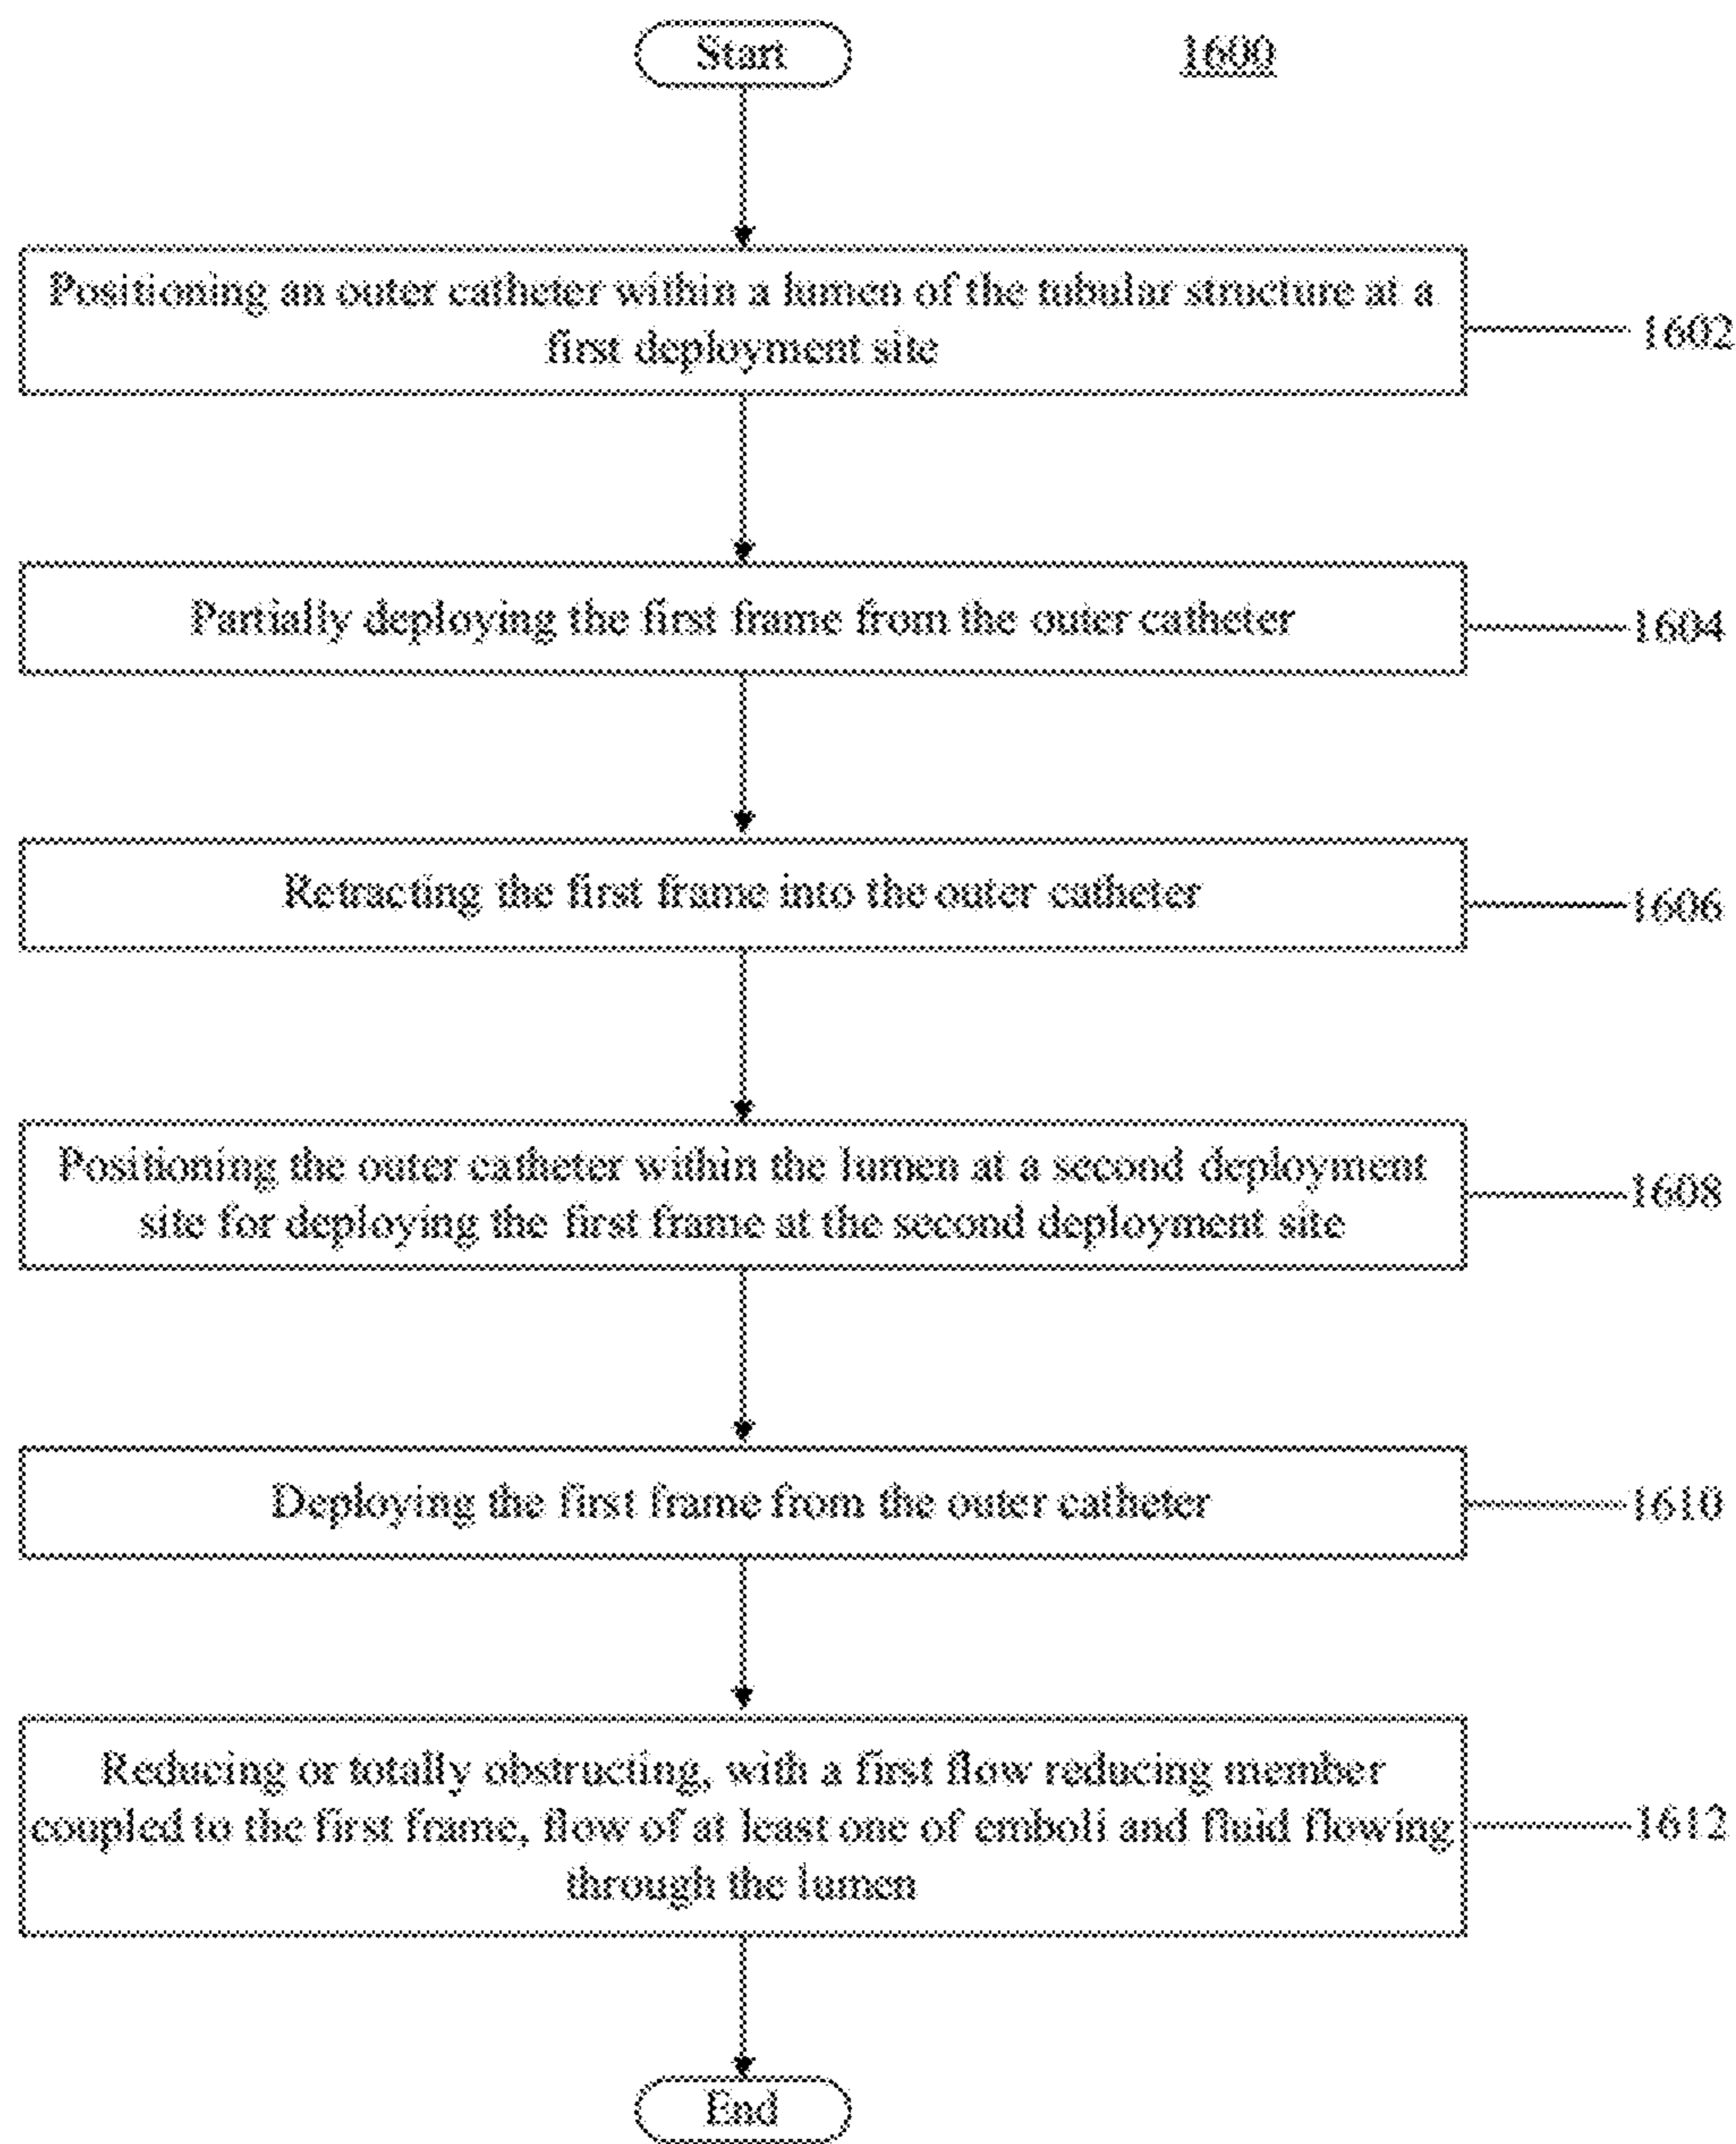 Start
1600
Positioning an outer catheter within a lumen of the tubular structure at a
first deployment site
1602
Partially deploying the first frame from the outer catheter
1604
Retracting the first frame into the outer catheter
1606
Positioning the outer catheter within the lumen at a second deployment
site for deploying the first frame at the second deployment site
1608
Deploying the first frame from the outer catheter
1610
Reducing or totally obstructing, with a first flow reducing member
coupled to the first frame, flow of at least one of emboli and fluid flowing
through the lumen
1612
End